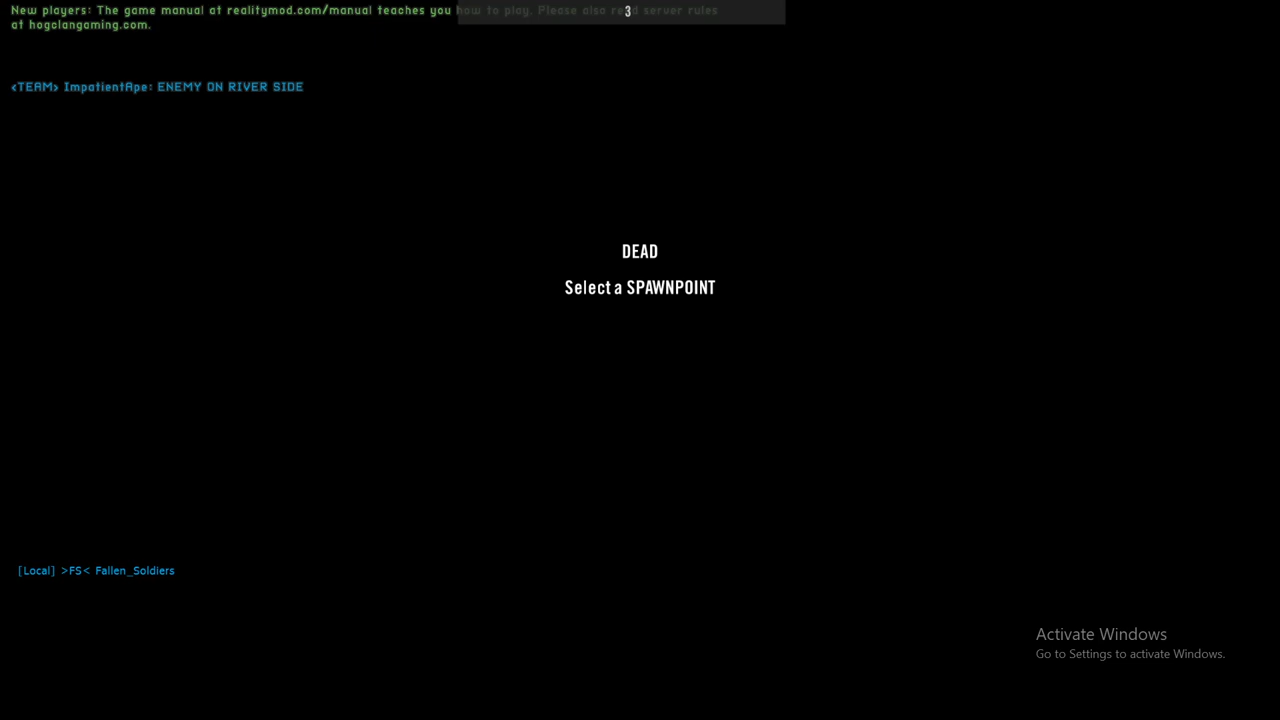 New players: The game manual at realitymod.com/manual teaches you how to play. Please also read server rules
3
at hogclangaming.com.
<TEAM> ImpatientApe: ENEMY ON RIVER SIDE
DEAD
Select a SPAWNPOINT
[Local] >FS< Fallen_Soldiers
Activate Windows
Go to Settings to activate Windows.